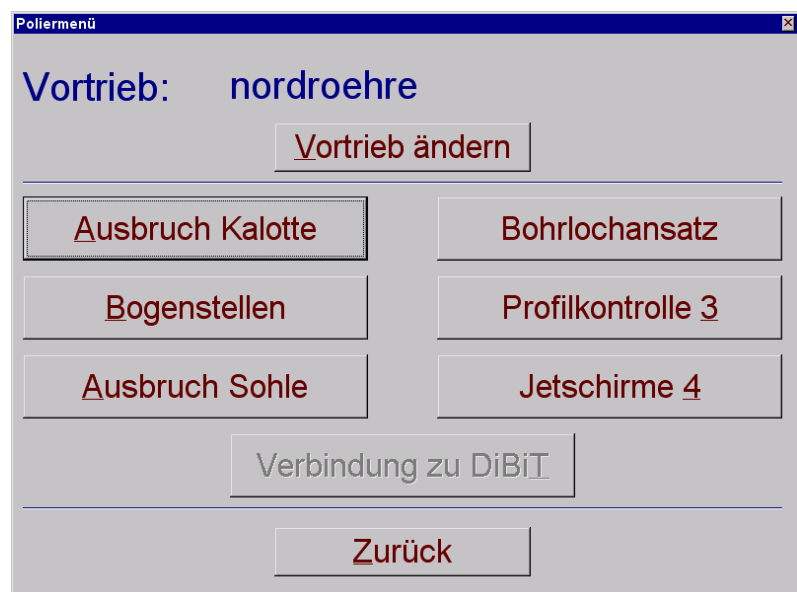 Poliermenü
Vortrieb: nordroehre
Vortrieb ändern
Ausbruch Kalotte
Bohrlochansatz
Bogenstellen
Profilkontrolle 3
Ausbruch Sohle
Jetschirme 4
Verbindung zu DiBiT
Zurück